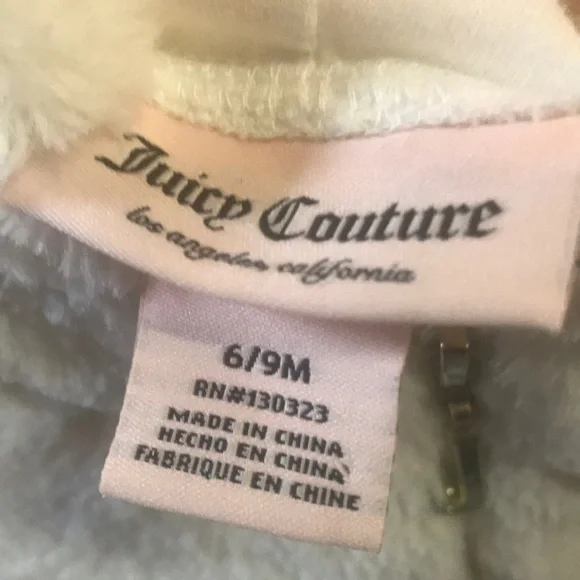 Juicy Couture
los angeles, california
6/9M
RN#130323
MADE IN CHINA
HECHO EN CHINA
FABRIQUE EN CHINE